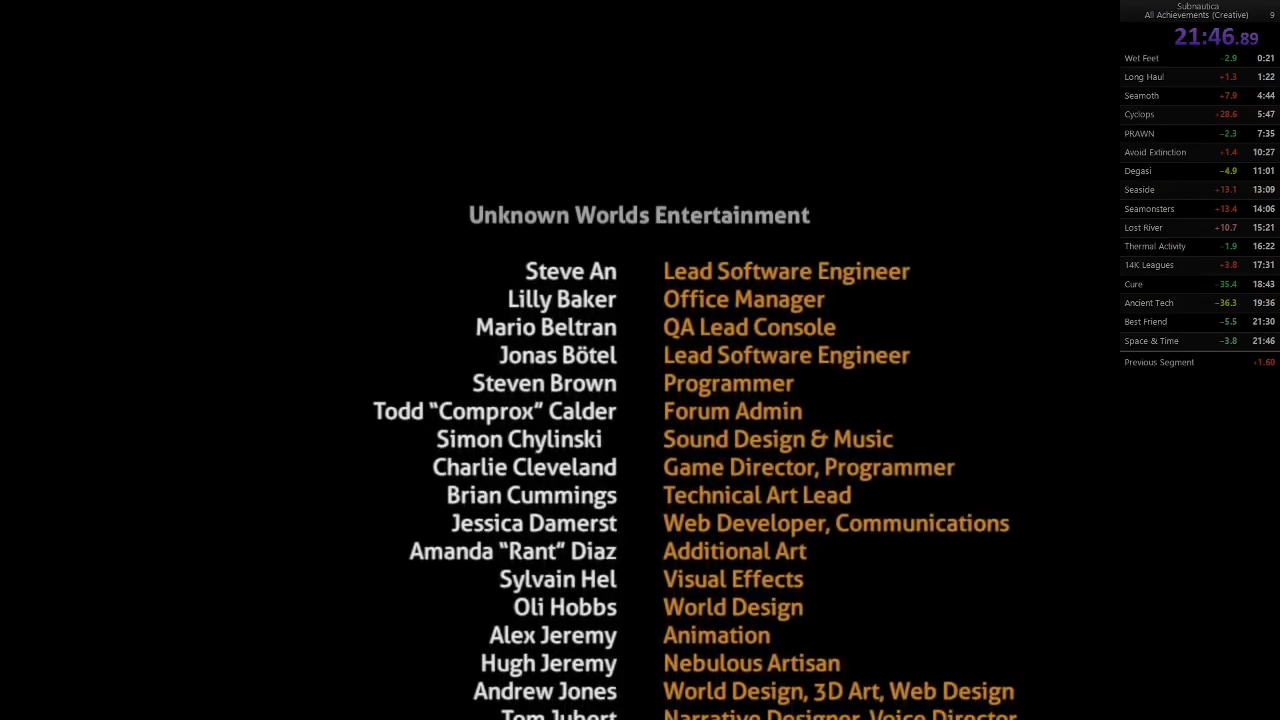 Subnautica
All Achievements (Creative) 9
21:46.89
Wet Feet -2.9 0:21
Long Haul +1.3 1:22
Seamoth +7.9 4:44
Cyclops +28.6 5:47
PRAWN -2.3 7:35
Avoid Extinction +1.4 10:27
Degasi -4.9 11:01
Seaside +13.1 13:09
Seamonsters +13.4 14:06
Lost River +10.7 15:21
Thermal Activity -1.9 16:22
14K Leagues +3.8 17:31
Cure -35.4 18:43
Ancient Tech -36.3 19:36
Best Friend -5.5 21:30
Space & Time -3.8 21:46
Previous Segment +1.60
Unknown Worlds Entertainment
Steve An Lead Software Engineer
Lilly Baker Office Manager
Mario Beltran QA Lead Console
Jonas Bötel Lead Software Engineer
Steven Brown Programmer
Todd “Comprox” Calder Forum Admin
Simon Chylinski Sound Design & Music
Charlie Cleveland Game Director, Programmer
Brian Cummings Technical Art Lead
Jessica Damerst Web Developer, Communications
Amanda “Rant” Diaz Additional Art
Sylvain Hel Visual Effects
Oli Hobbs World Design
Alex Jeremy Animation
Hugh Jeremy Nebulous Artisan
Andrew Jones World Design, 3D Art, Web Design
Tom Jubert Narrative Designer, Voice Director